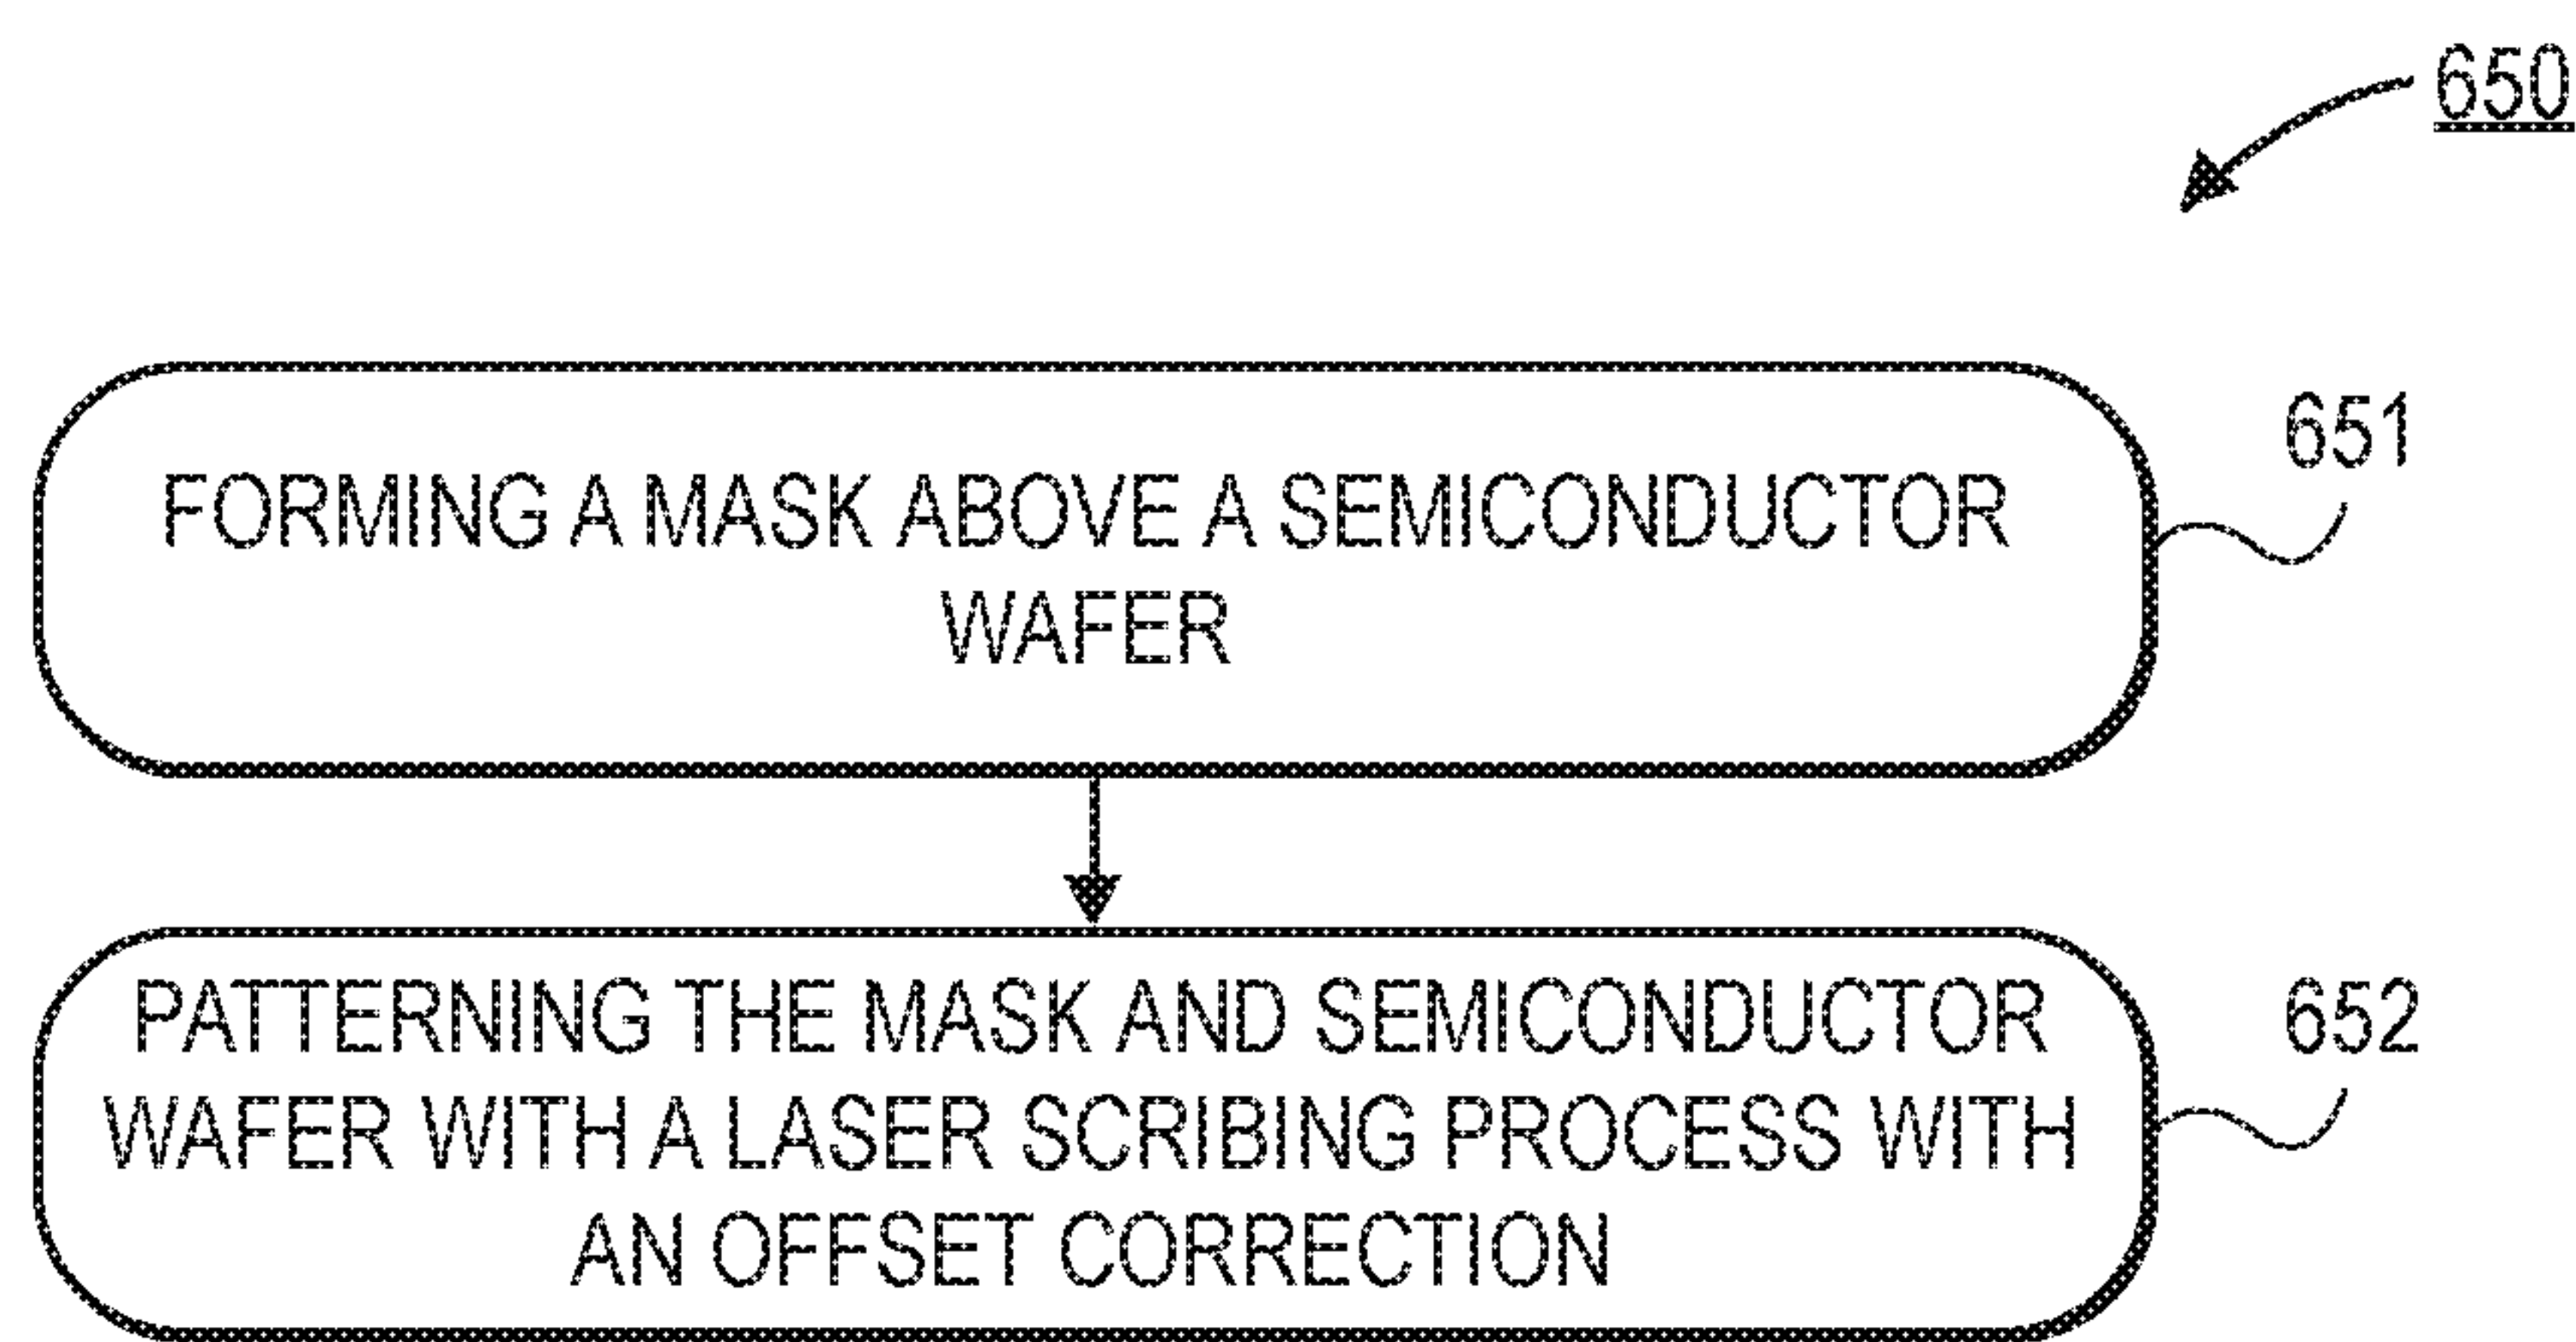 650
651
FORMING A MASK ABOVE A SEMICONDUCTOR
WAFER
652
PATTERNING THE MASK AND SEMICONDUCTOR
WAFER WITH A LASER SCRIBING PROCESS WITH
AN OFFSET CORRECTION